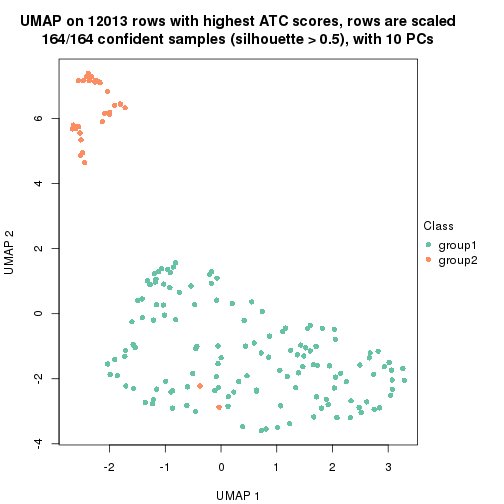 UMAP on 12013 rows with highest ATC scores, rows are scaled
164/164 confident samples (silhouette > 0.5), with 10 PCs
6
4
2
0
-2
-4
UMAP 2
-2
-1
0
1
2
3
UMAP 1
Class
group1
group2